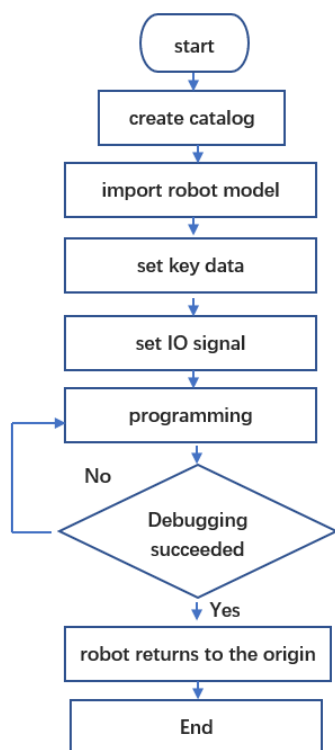 start
create catalog
import robot model
set key data
set IO signal
programming
No
Debugging
succeeded
Yes
robot returns to the origin
End